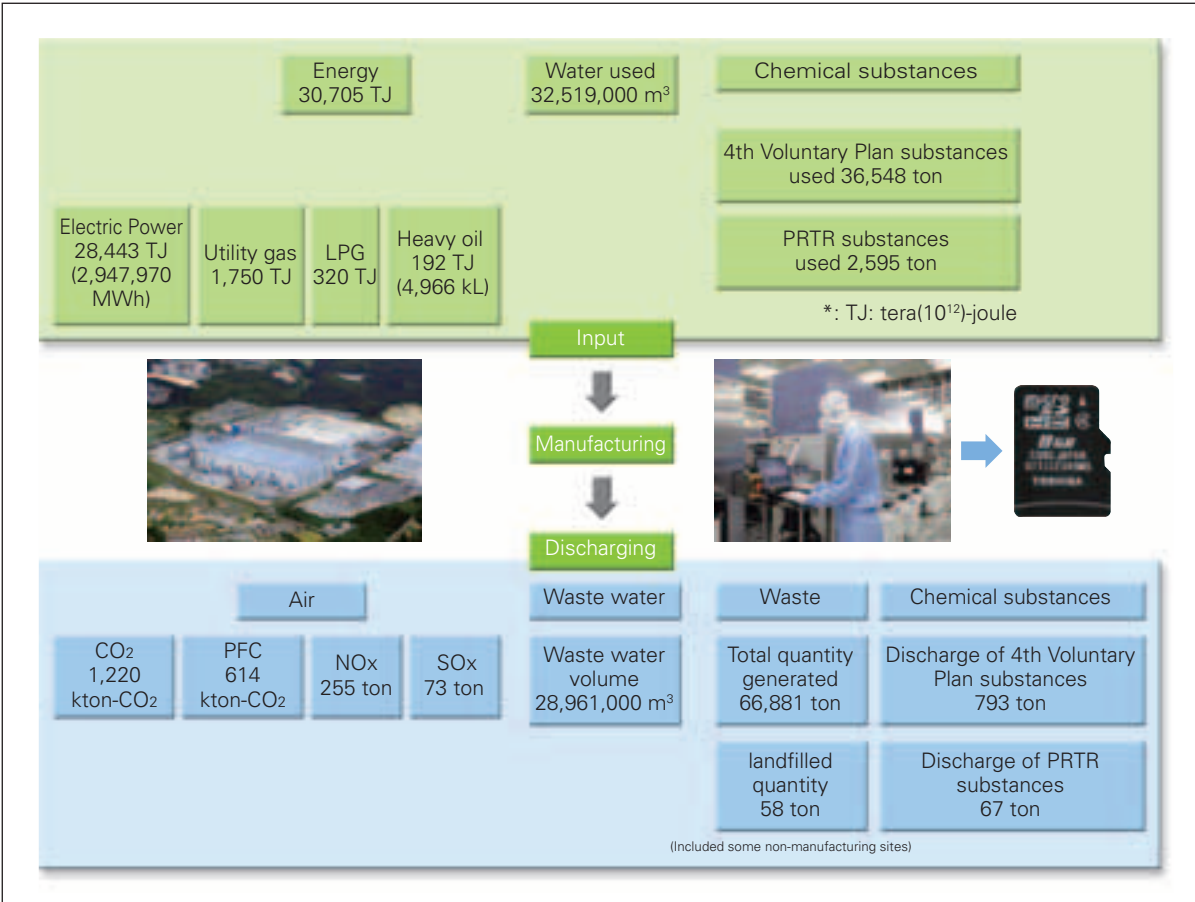 Energy
30,705 TJ
Water used
32,519,000 m³
Chemical substances
4th Voluntary Plan substances
used 36,548 ton
PRTR substances
used 2,595 ton
Electric Power
28,443 TJ
(2,947,970
MWh)
Utility gas
1,750 TJ
LPG
320 TJ
Heavy oil
192 TJ
(4,966 kL)
*: TJ: tera(10¹²)-joule
Input
Manufacturing
Discharging
Air
CO₂
1,220
kton-CO₂
PFC
614
kton-CO₂
NOx
255 ton
SOx
73 ton
Waste water
Waste water
volume
28,961,000 m³
Waste
Total quantity
generated
66,881 ton
landfilled
quantity
58 ton
Chemical substances
Discharge of 4th Voluntary
Plan substances
793 ton
Discharge of PRTR
substances
67 ton
(Included some non-manufacturing sites)
TOSHIBA